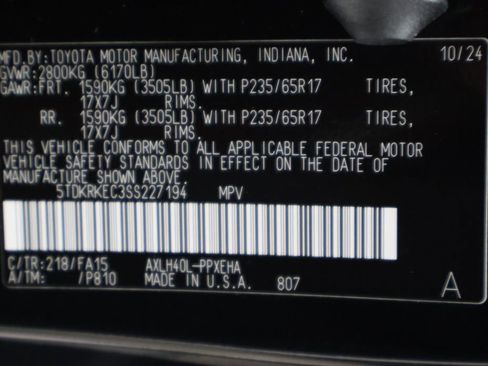 MFD.BY:TOYOTA MOTOR MANUFACTURING, INDIANA, INC. 10/24
GVWR:2800KG (6170LB)
GAWR:FRT. 1590KG (3505LB) WITH P235/65R17 TIRES,
17X7J RIMS.
RR. 1590KG (3505LB) WITH P235/65R17 TIRES,
17X7J RIMS.
THIS VEHICLE CONFORMS TO ALL APPLICABLE FEDERAL MOTOR
VEHICLE SAFETY STANDARDS IN EFFECT ON THE DATE OF
MANUFACTURE SHOWN ABOVE.
5TDKRKEC3SS227194 MPV
C/TR:218/FA15 AXLH40L-PPXEHA
A/TM: /P810 MADE IN U.S.A. 807 A